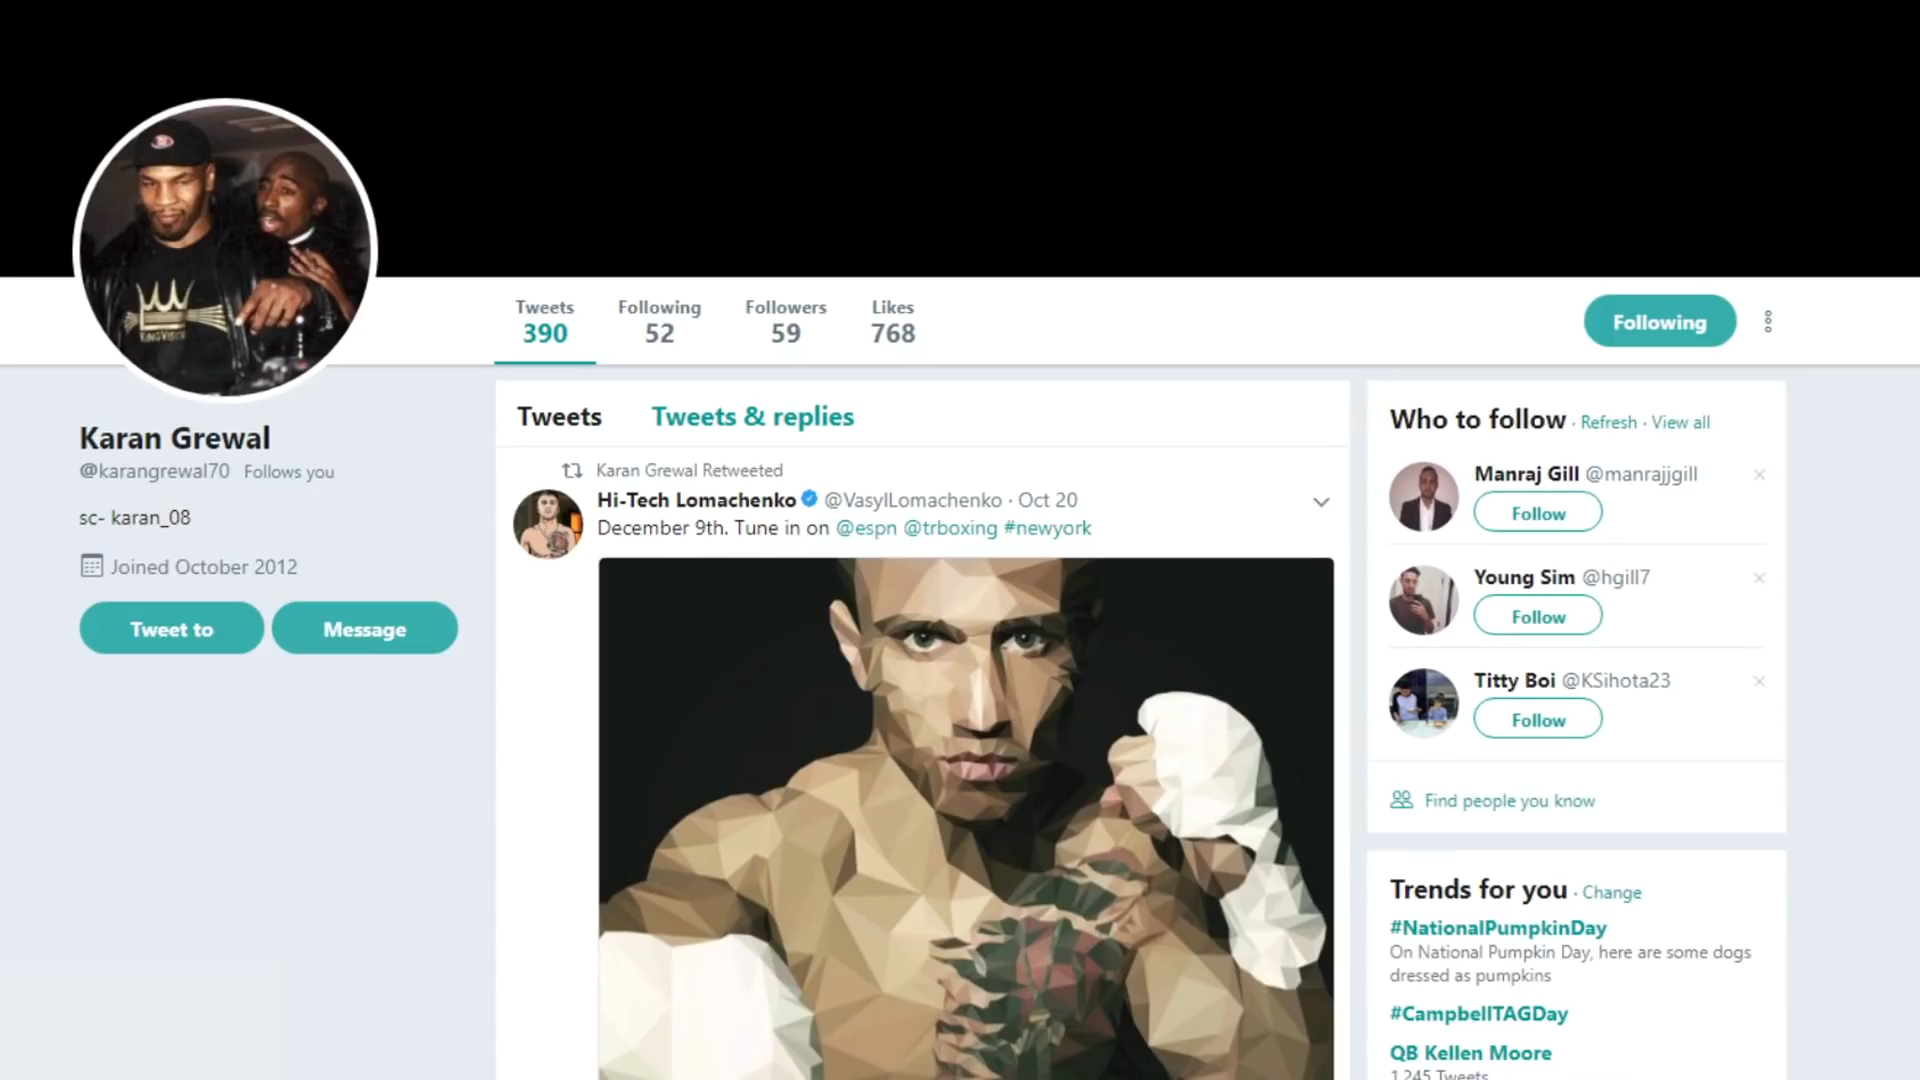 Tweets
390
Following
52
Followers
59
Likes
768
Following
Karan Grewal
@karangrewal70 Follows you
sc- karan_08
Joined October 2012
Tweet to
Message
Tweets
Tweets & replies
Karan Grewal Retweeted
Hi-Tech Lomachenko @VasylLomachenko · Oct 20
December 9th. Tune in on @espn @trboxing #newyork
Who to follow · Refresh · View all
Manraj Gill @manrajjgill
Follow
Young Sim @hgill7
Follow
Titty Boi @KSihota23
Follow
Find people you know
Trends for you · Change
#NationalPumpkinDay
On National Pumpkin Day, here are some dogs
dressed as pumpkins
#CampbellTAGDay
QB Kellen Moore
1,245 Tweets